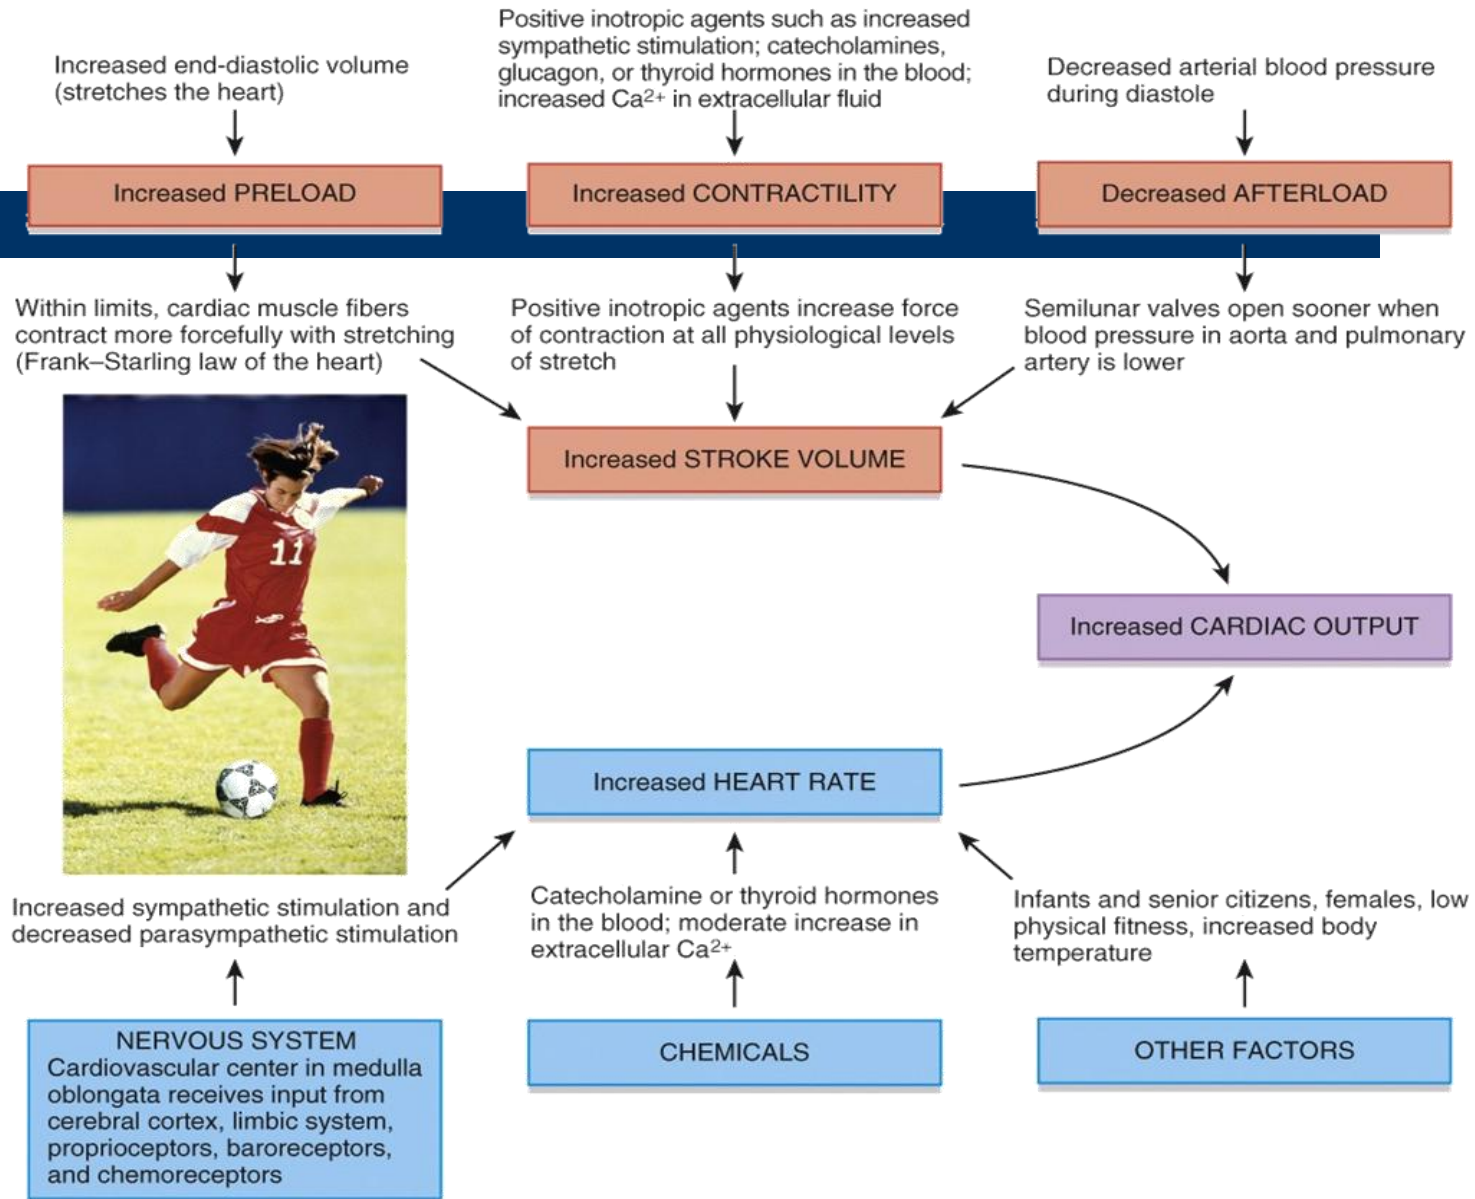 Increased end-diastolic volume
(stretches the heart)
Positive inotropic agents such as increased
sympathetic stimulation; catecholamines,
glucagon, or thyroid hormones in the blood;
increased Ca2+ in extracellular fluid
Decreased arterial blood pressure
during diastole
Increased PRELOAD
Increased CONTRACTILITY
Decreased AFTERLOAD
Within limits, cardiac muscle fibers
contract more forcefully with stretching
(Frank–Starling law of the heart)
Positive inotropic agents increase force
of contraction at all physiological levels
of stretch
Semilunar valves open sooner when
blood pressure in aorta and pulmonary
artery is lower
Increased STROKE VOLUME
11
Increased CARDIAC OUTPUT
Increased HEART RATE
Increased sympathetic stimulation and
decreased parasympathetic stimulation
Catecholamine or thyroid hormones
in the blood; moderate increase in
extracellular Ca2+
Infants and senior citizens, females, low
physical fitness, increased body
temperature
NERVOUS SYSTEM
Cardiovascular center in medulla
oblongata receives input from
cerebral cortex, limbic system,
proprioceptors, baroreceptors,
and chemoreceptors
CHEMICALS
OTHER FACTORS